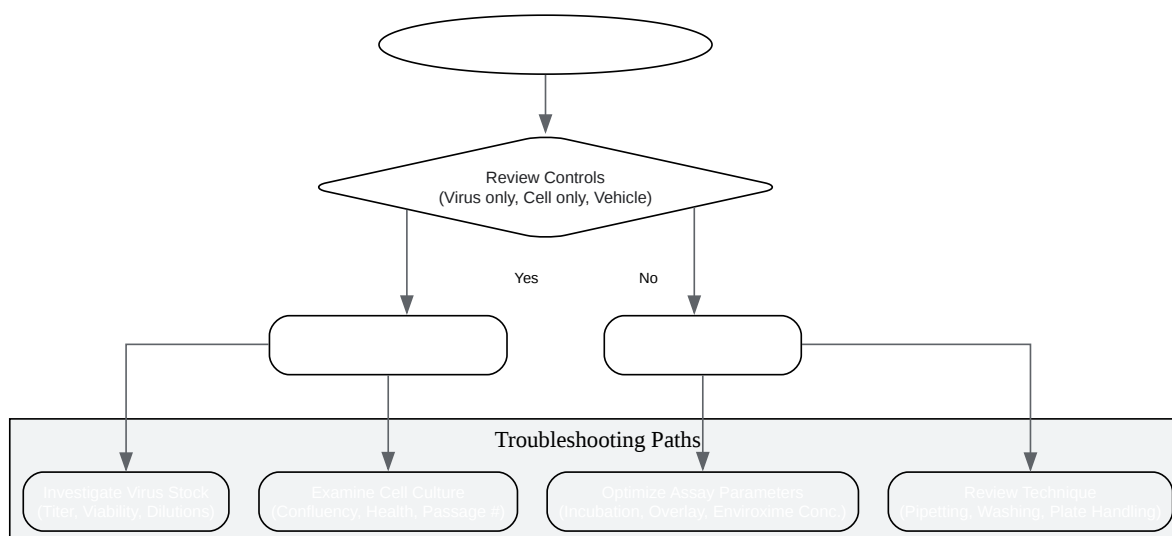 Review Controls
(Virus only, Cell only, Vehicle)
Yes
No
Troubleshooting Paths
Investigate Virus Stock
(Titer, Viability, Dilutions)
Examine Cell Culture
(Confluency, Health, Passage #)
Optimize Assay Parameters
(Incubation, Overlay, Enviroxime Conc.)
Review Technique
(Pipetting, Washing, Plate Handling)